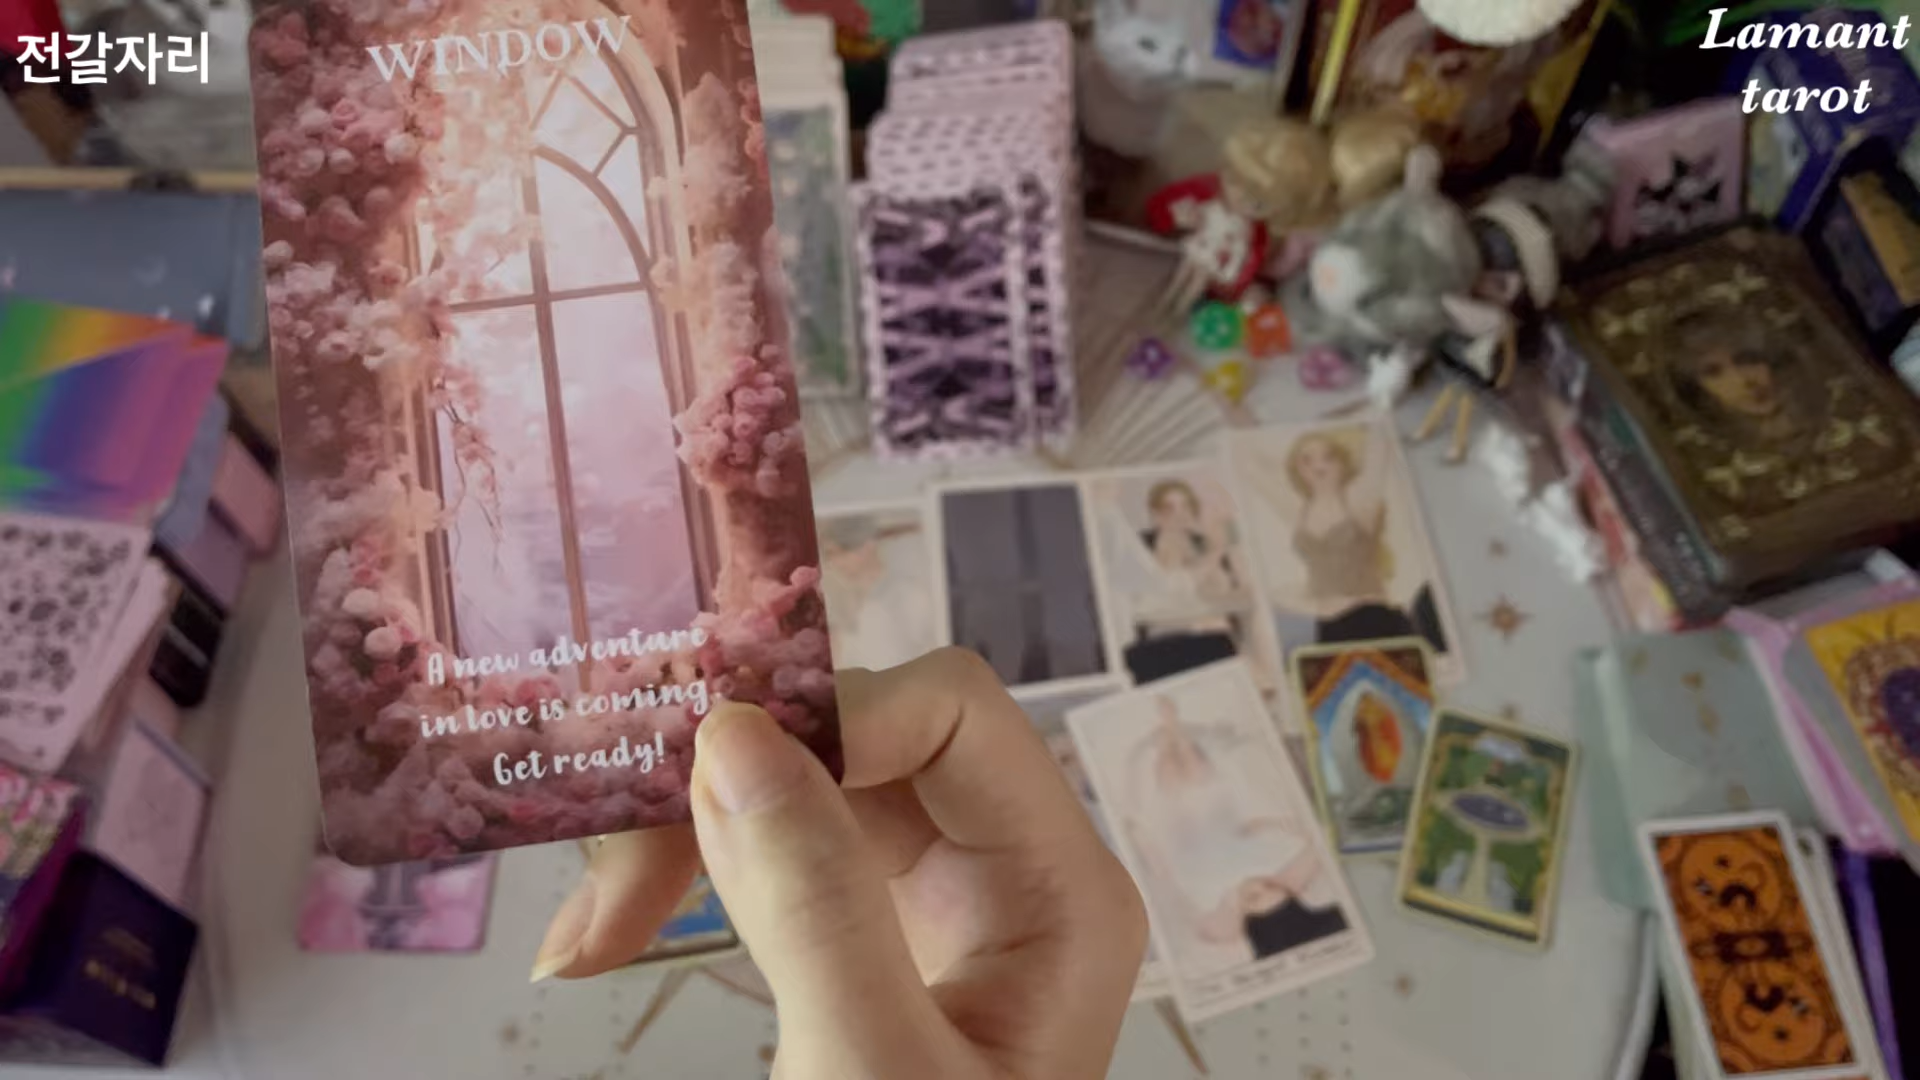 전갈자리
Lamant
tarot
WINDOW
A new adventure
in love is coming.
Get ready!